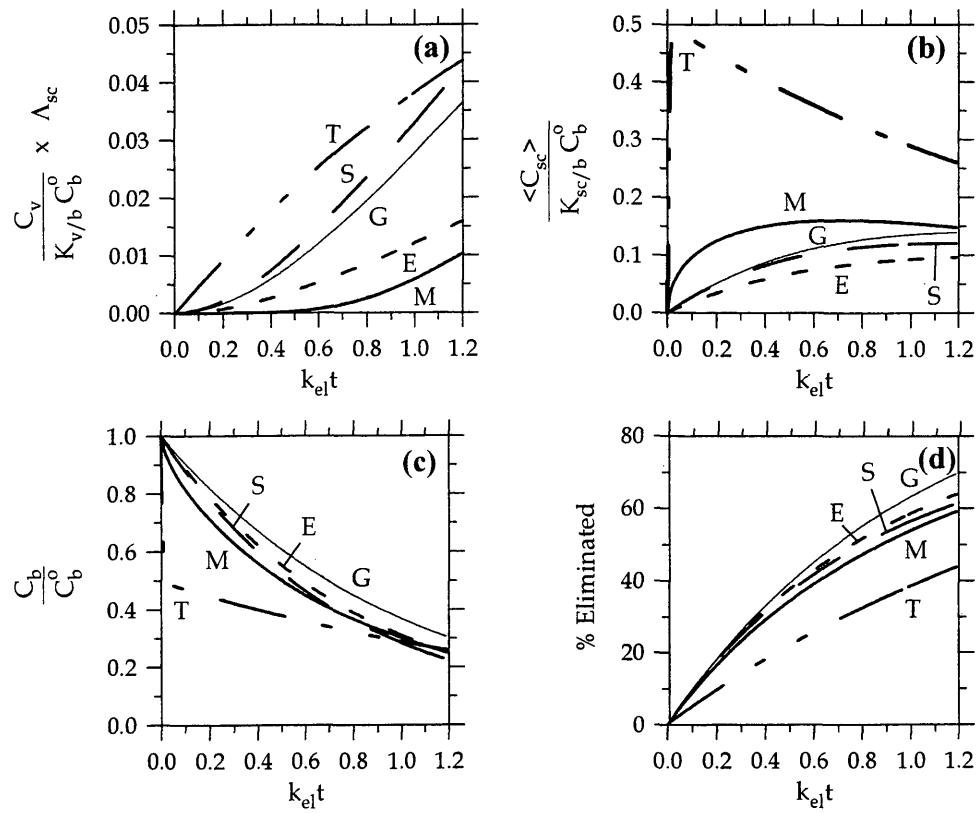 (a)
0.05
0.04
0.03
0.02
0.01
0.00
C_v / K_{v/b} C_b^o x Λ_sc
T
S
G
E
M
0.0 0.2 0.4 0.6 0.8 1.0 1.2
k_el t
(b)
0.5
0.4
0.3
0.2
0.1
0.0
<C_sc> / K_{sc/b} C_b^o
T
M
G
E
S
0.0 0.2 0.4 0.6 0.8 1.0 1.2
k_el t
(c)
1.0
0.8
0.6
0.4
0.2
0.0
C_b / C_b^o
S
E
M
G
T
0.0 0.2 0.4 0.6 0.8 1.0 1.2
k_el t
(d)
80
60
40
20
0
% Eliminated
S
G
E
M
T
0.0 0.2 0.4 0.6 0.8 1.0 1.2
k_el t